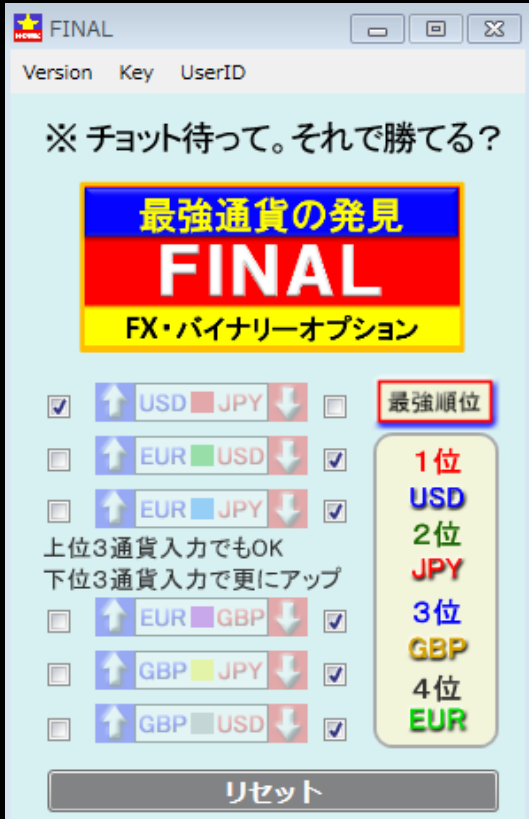 FINAL
Version Key UserID
※ チョット待って。それで勝てる？
最強通貨の発見
FINAL
FX・バイナリーオプション
USD JPY
EUR USD
EUR JPY
上位3通貨入力でもOK
下位3通貨入力で更にアップ
EUR GBP
GBP JPY
GBP USD
最強順位
1位
USD
2位
JPY
3位
GBP
4位
EUR
リセット